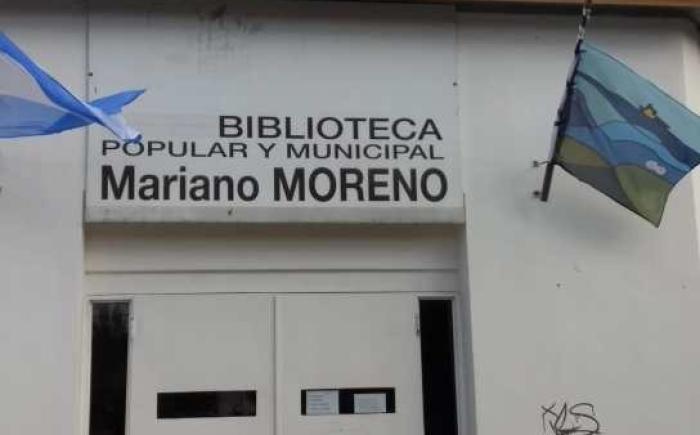 BIBLIOTECA
POPULAR Y MUNICIPAL
Mariano MORENO